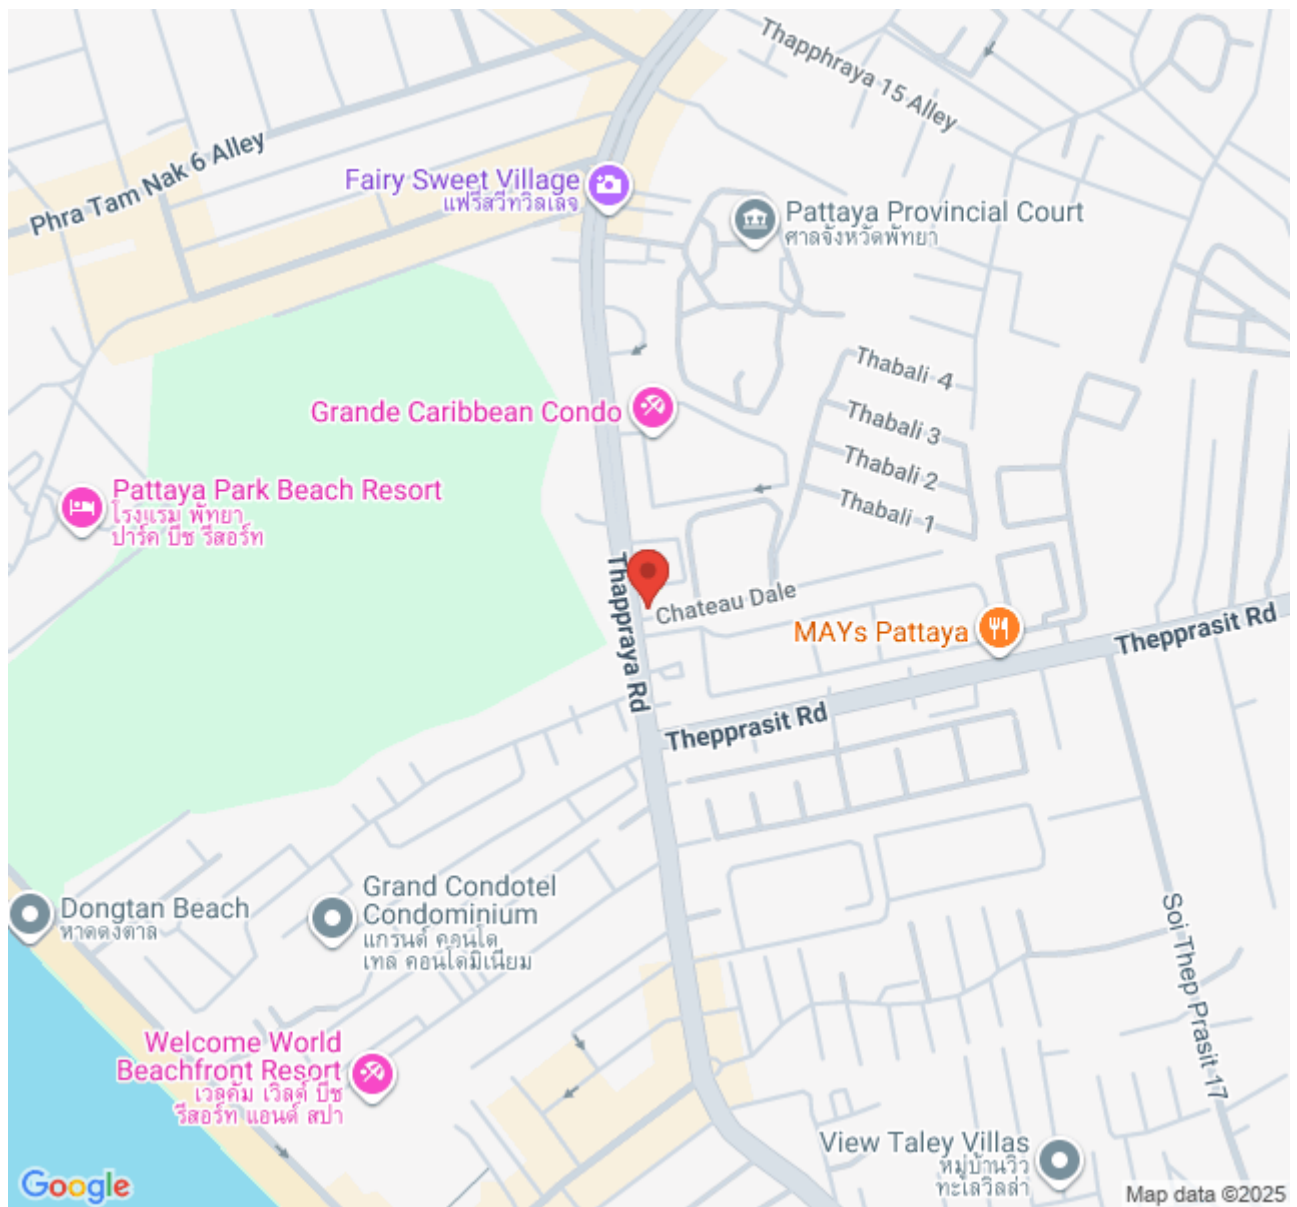 Thapphraya 15 Alley
Phra Tam Nak 6 Alley
Fairy Sweet Village
แฟรี่สวีทวิลเลจ
Pattaya Provincial Court
ศาลจังหวัดพัทยา
Thabali 4
Grande Caribbean Condo
Thabali 3
Thabali 2
Pattaya Park Beach Resort
โรงแรม พัทยา
ปาร์ค บีช รีสอร์ท
Thabali 1
Thappraya Rd
Chateau Dale
MAYs Pattaya
Thepprasit Rd
Thepprasit Rd
Grand Condotel
Condominium
แกรนด์ คอนโด
เทล คอนโดมิเนียม
Dongtan Beach
หาดดงตาล
Soi Thep Prasit 17
Welcome World
Beachfront Resort
เวลคัม เวิลด์ บีช
รีสอร์ท แอนด์ สปา
View Taley Villas
หมู่บ้านวิว
ทะเลวิลล่า
Google
Map data ©2025